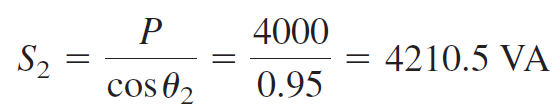 S₂ = P / cos θ₂ = 4000 / 0.95 = 4210.5 VA